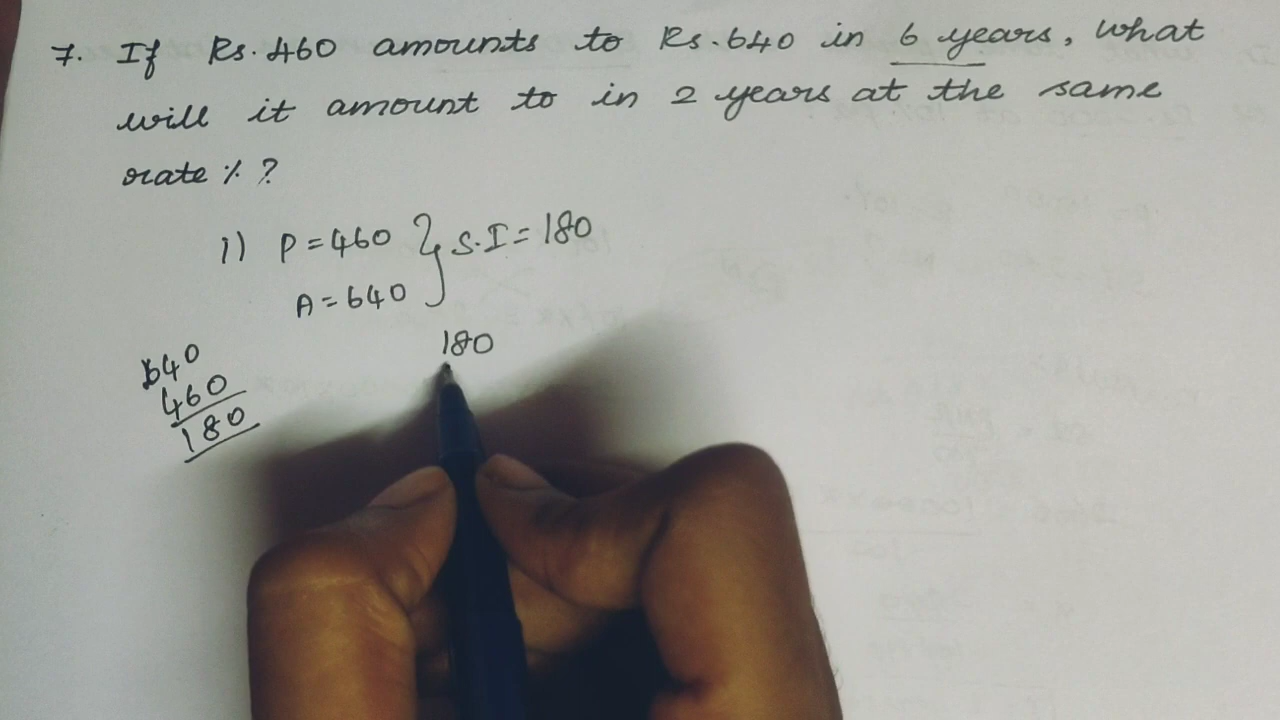 7. If Rs. 460 amounts to Rs. 640 in 6 years, what
will it amount to in 2 years at the same
rate % ?
1) P = 460 } S.I = 180
A = 640
180
640
460
180